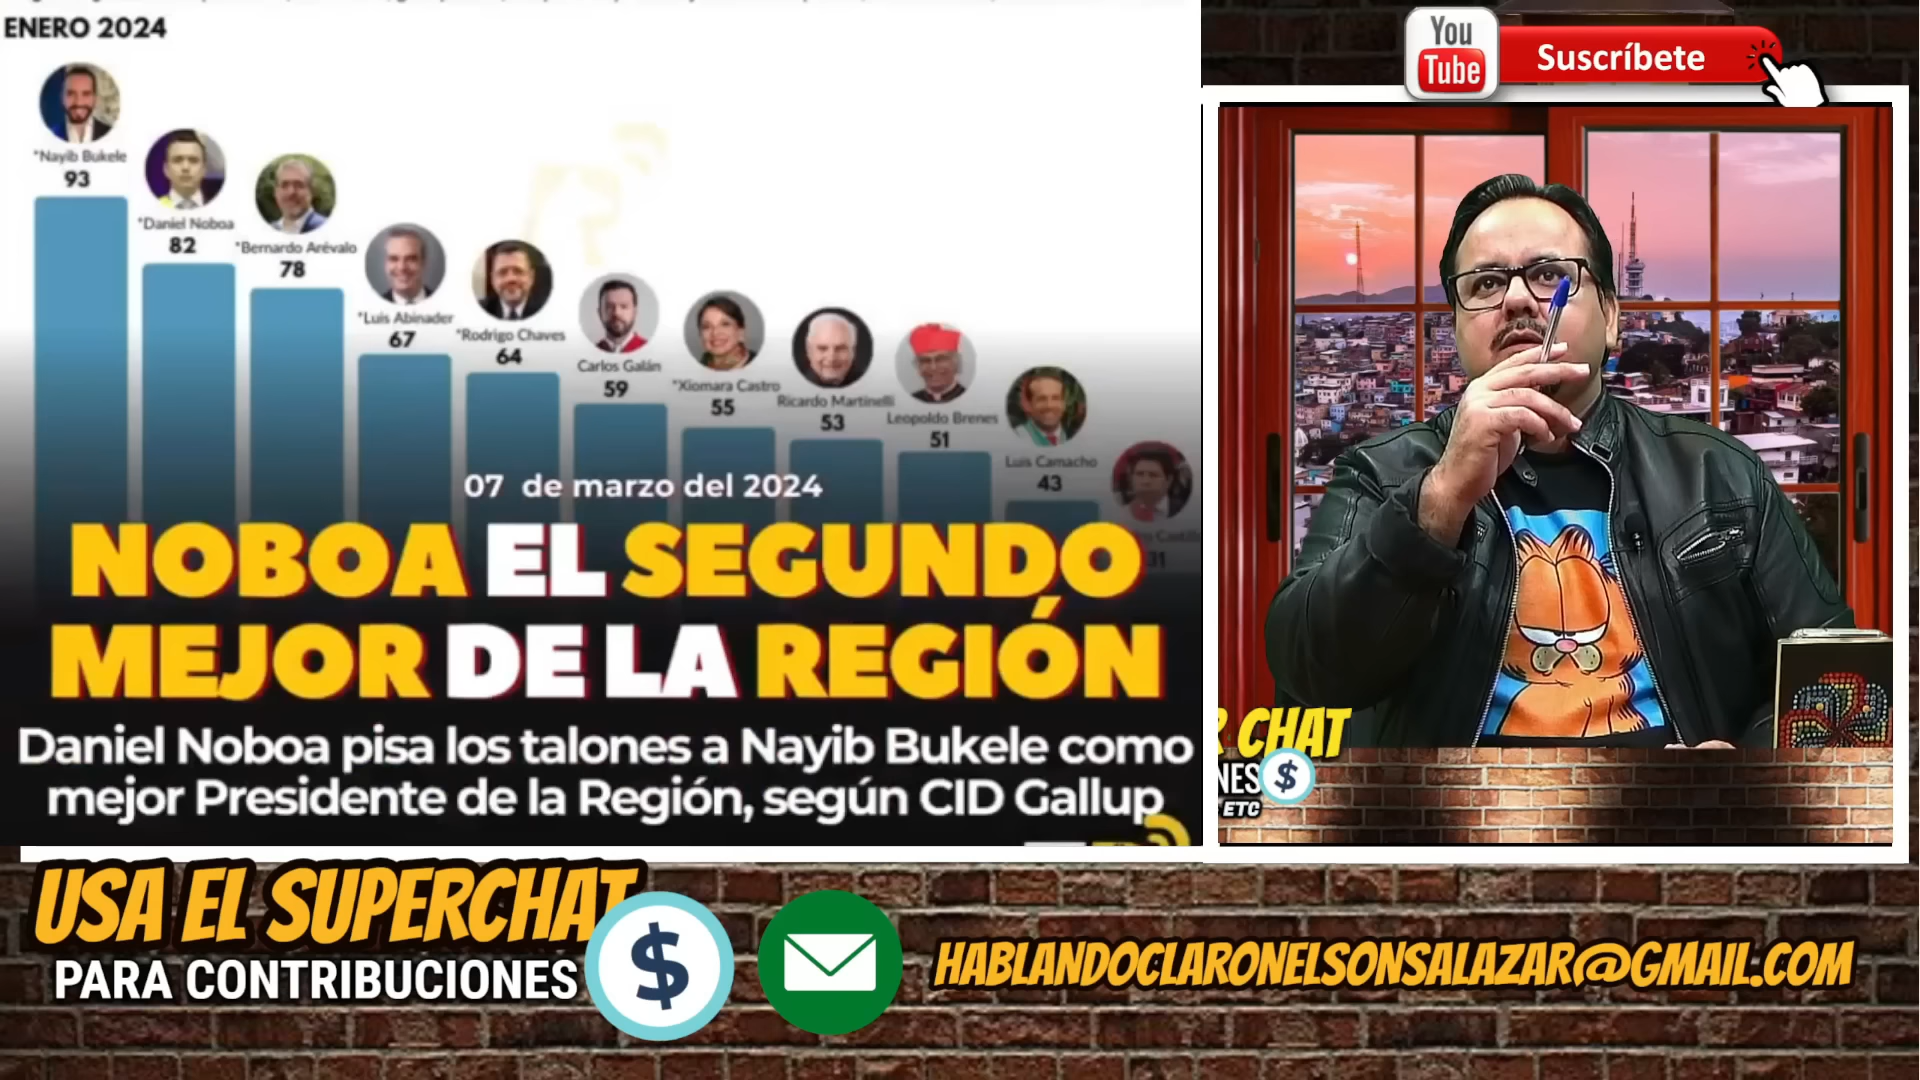 ENERO 2024
*Nayib Bukele
93
*Daniel Noboa
82
*Bernardo Arévalo
78
*Luis Abinader
67
*Rodrigo Chaves
64
Carlos Galán
59
*Xiomara Castro
55
Ricardo Martinelli
53
Leopoldo Brenes
51
Luis Camacho
43
31
07 de marzo del 2024
NOBOA EL SEGUNDO
MEJOR DE LA REGIÓN
Daniel Noboa pisa los talones a Nayib Bukele como
mejor Presidente de la Región, según CID Gallup
You
Tube
Suscríbete
R CHAT
NES $
ETC
USA EL SUPERCHAT
PARA CONTRIBUCIONES
$
HABLANDOCLARONELSONSALAZAR@GMAIL.COM